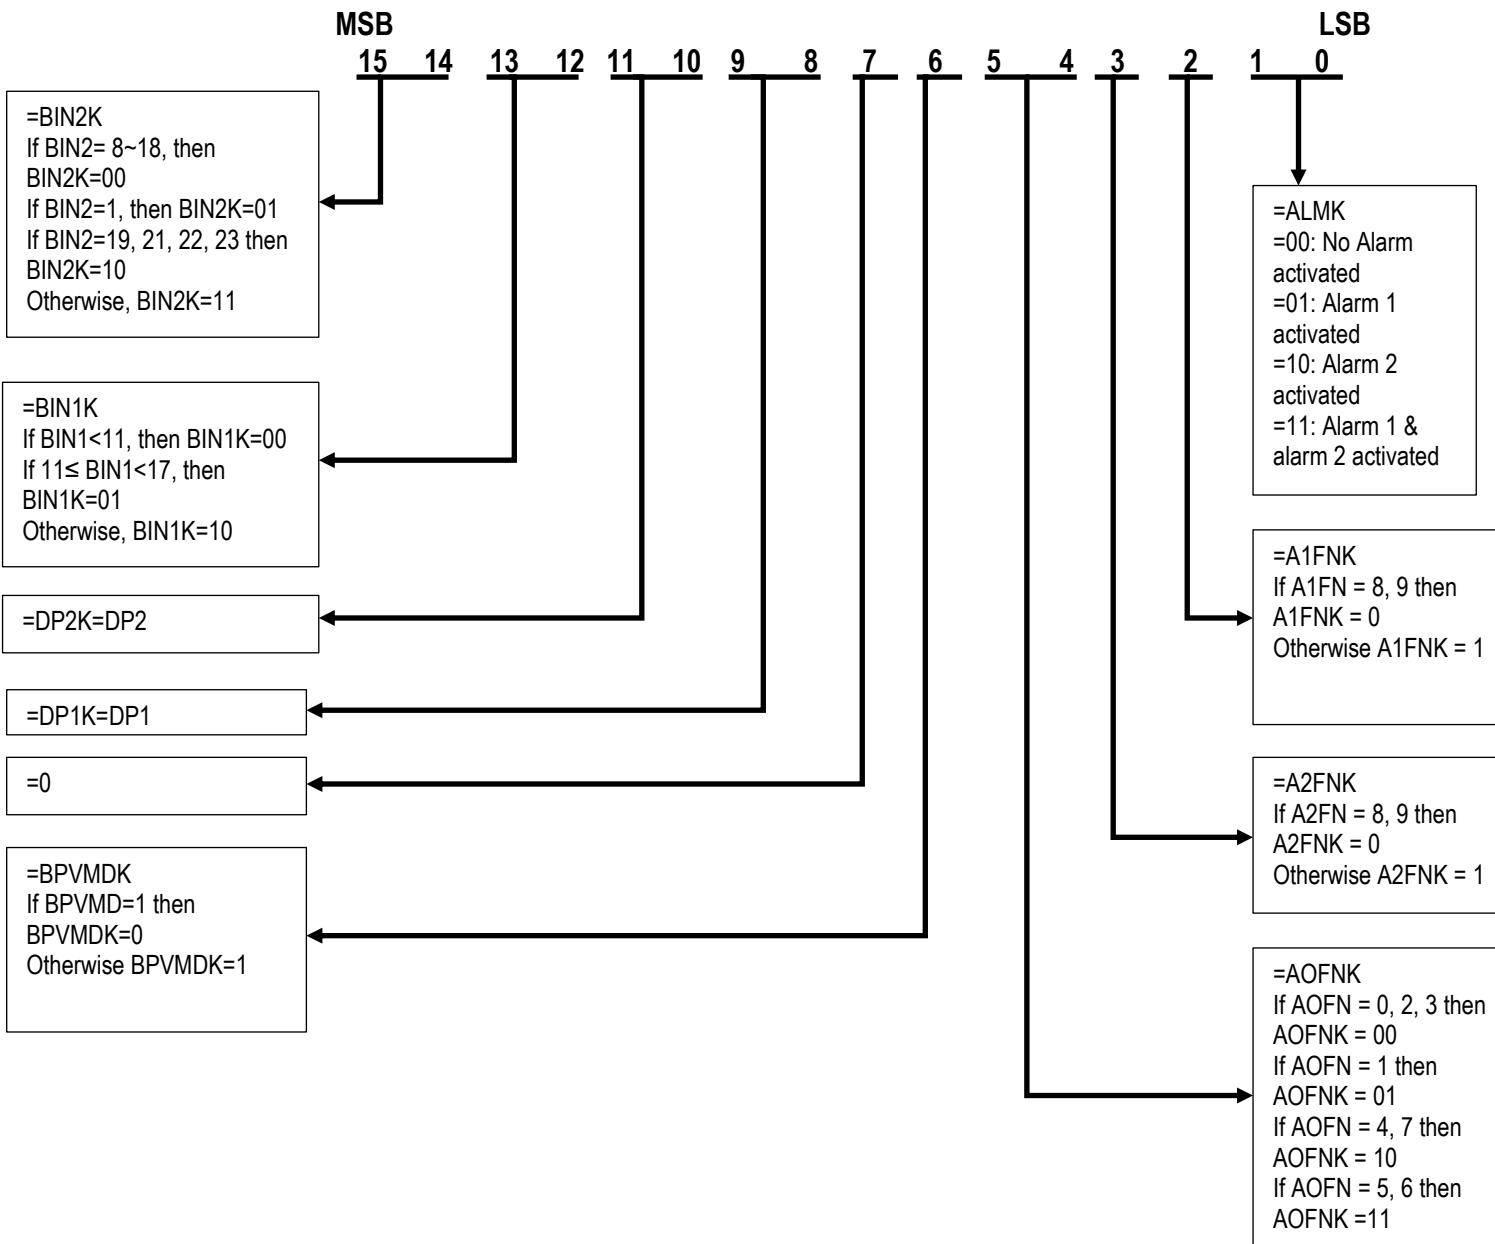 MSB
LSB
15 14 13 12 11 10 9 8 7 6 5 4 3 2 1 0
=BIN2K
If BIN2= 8~18, then
BIN2K=00
If BIN2=1, then BIN2K=01
If BIN2=19, 21, 22, 23 then
BIN2K=10
Otherwise, BIN2K=11
=BIN1K
If BIN1<11, then BIN1K=00
If 11≤ BIN1<17, then
BIN1K=01
Otherwise, BIN1K=10
=DP2K=DP2
=DP1K=DP1
=0
=BPVMDK
If BPVMD=1 then
BPVMDK=0
Otherwise BPVMDK=1
=ALMK
=00: No Alarm
activated
=01: Alarm 1
activated
=10: Alarm 2
activated
=11: Alarm 1 &
alarm 2 activated
=A1FNK
If A1FN = 8, 9 then
A1FNK = 0
Otherwise A1FNK = 1
=A2FNK
If A2FN = 8, 9 then
A2FNK = 0
Otherwise A2FNK = 1
=AOFNK
If AOFN = 0, 2, 3 then
AOFNK = 00
If AOFN = 1 then
AOFNK = 01
If AOFN = 4, 7 then
AOFNK = 10
If AOFN = 5, 6 then
AOFNK =11